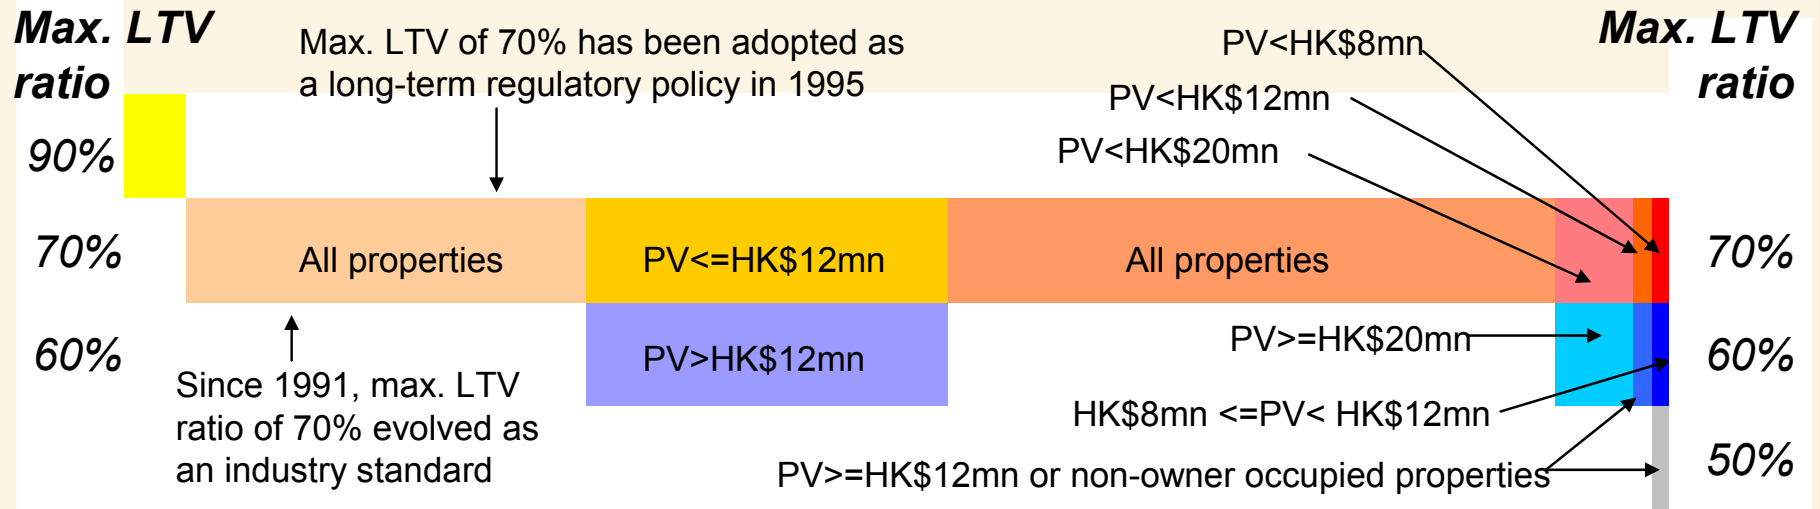 Max. LTV
ratio
Max. LTV of 70% has been adopted as
a long-term regulatory policy in 1995
PV<HK$8mn
Max. LTV
ratio
PV<HK$12mn
PV<HK$20mn
90%
70%
All properties
PV<=HK$12mn
All properties
70%
60%
PV>HK$12mn
PV>=HK$20mn
60%
Since 1991, max. LTV
ratio of 70% evolved as
an industry standard
HK$8mn <=PV< HK$12mn
PV>=HK$12mn or non-owner occupied properties
50%